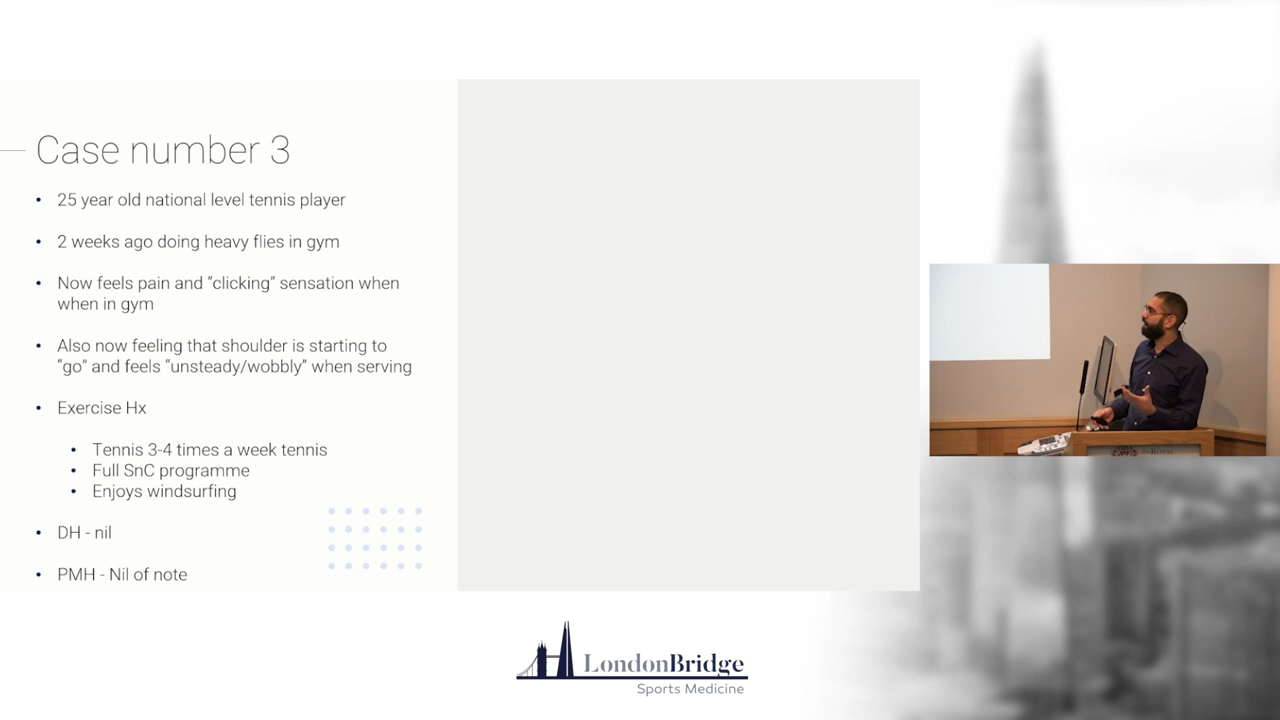 Case number 3
• 25 year old national level tennis player
• 2 weeks ago doing heavy flies in gym
• Now feels pain and "clicking" sensation when
when in gym
• Also now feeling that shoulder is starting to
"go" and feels "unsteady/wobbly" when serving
• Exercise Hx
• Tennis 3-4 times a week tennis
• Full SnC programme
• Enjoys windsurfing
• DH - nil
• PMH - Nil of note
LondonBridge
Sports Medicine